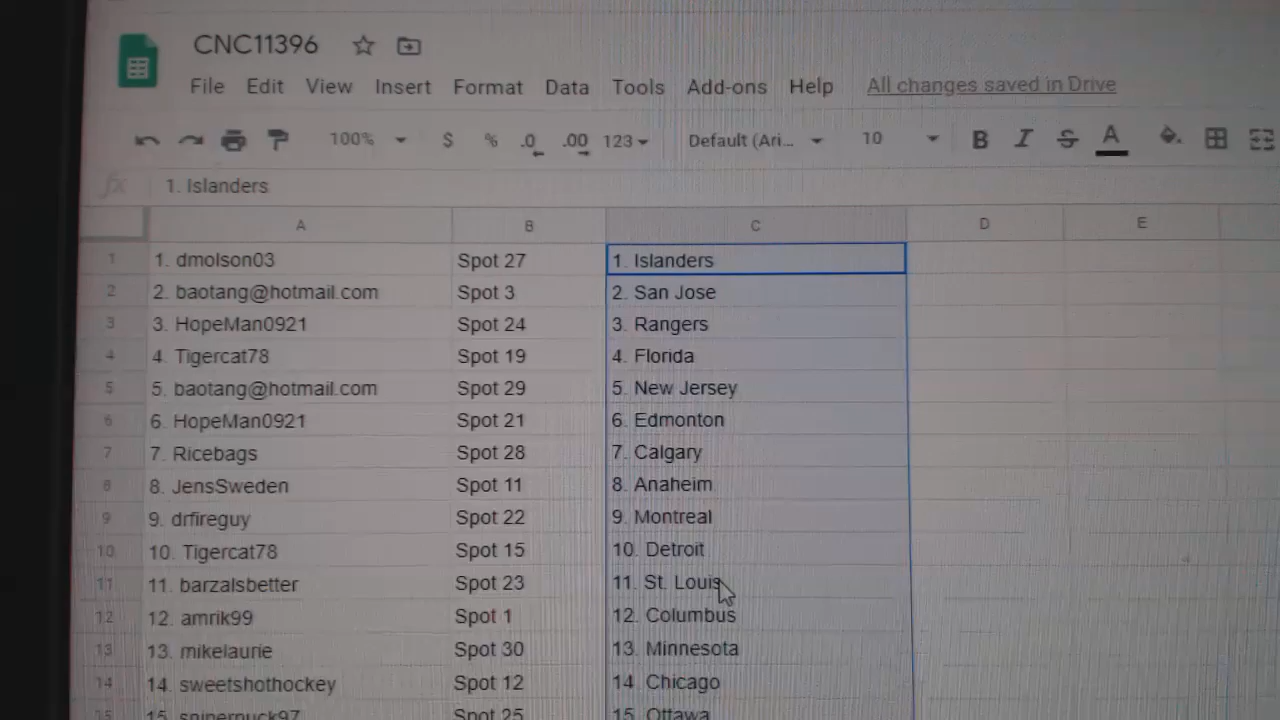 CNC11396
File Edit View Insert Format Data Tools Add-ons Help All changes saved in Drive
100% $ % .0 .00 123 Default (Ari... 10 B I S A
fx 1. Islanders
A B C D E
1 1. dmolson03 Spot 27 1. Islanders
2 2. baotang@hotmail.com Spot 3 2. San Jose
3 3. HopeMan0921 Spot 24 3. Rangers
4 4. Tigercat78 Spot 19 4. Florida
5 5. baotang@hotmail.com Spot 29 5. New Jersey
6 6. HopeMan0921 Spot 21 6. Edmonton
7 7. Ricebags Spot 28 7. Calgary
8 8. JensSweden Spot 11 8. Anaheim
9 9. drfireguy Spot 22 9. Montreal
10 10. Tigercat78 Spot 15 10. Detroit
11 11. barzalsbetter Spot 23 11. St. Louis
12 12. amrik99 Spot 1 12. Columbus
13 13. mikelaurie Spot 30 13. Minnesota
14 14. sweetshothockey Spot 12 14. Chicago
15 15. sniperpuck97 Spot 25 15. Ottawa